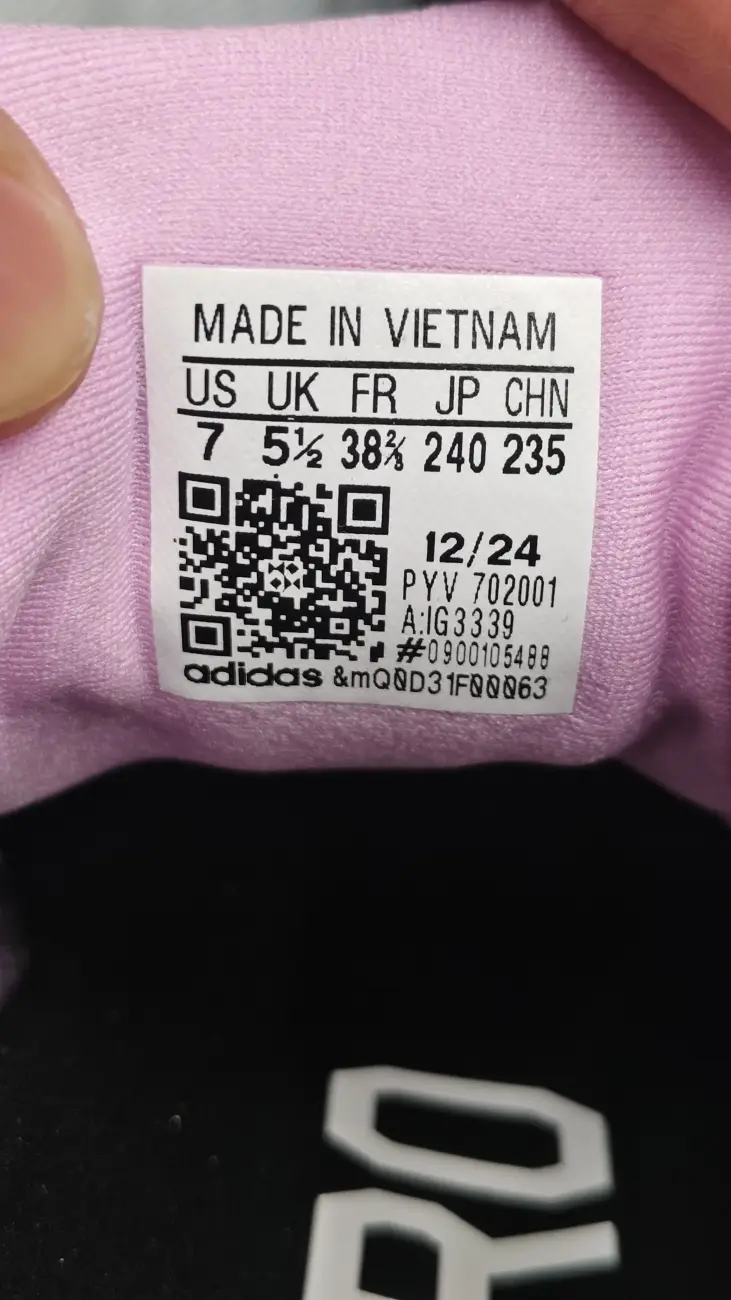 MADE IN VIETNAM
US UK FR JP CHN
7 5½ 38⅔ 240 235
12/24
PYV 702001
A:IG3339
#0900105488
adidas &mQ0D31F00063
RO